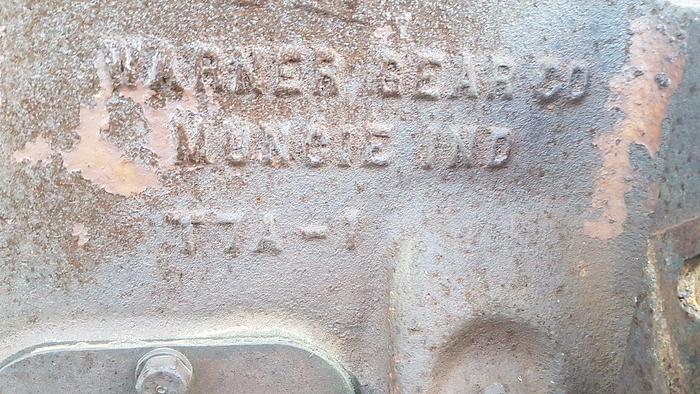 WARNER GEAR CO
MUNCIE IND
T7A-1